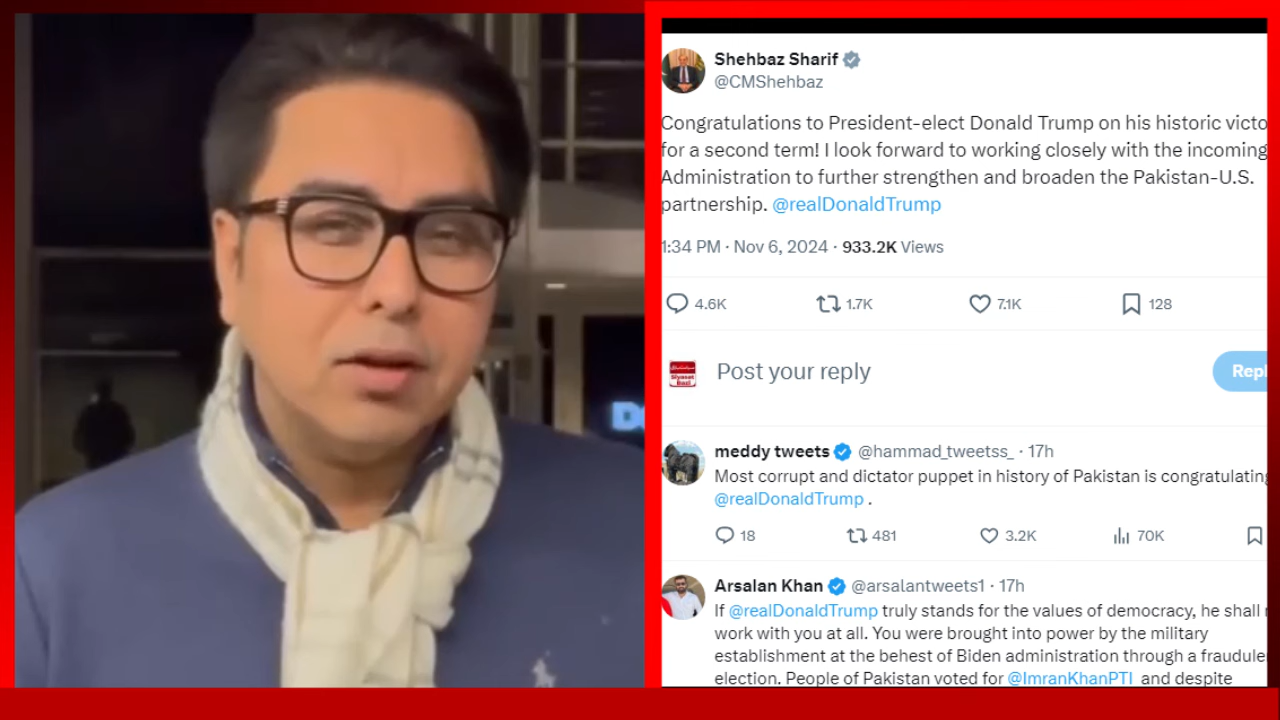 Shehbaz Sharif
@CMShehbaz
Congratulations to President-elect Donald Trump on his historic victo
for a second term! I look forward to working closely with the incoming
Administration to further strengthen and broaden the Pakistan-U.S.
partnership. @realDonaldTrump
1:34 PM · Nov 6, 2024 · 933.2K Views
4.6K 1.7K 7.1K 128
Post your reply
Repl
meddy tweets @hammad_tweetss_ · 17h
Most corrupt and dictator puppet in history of Pakistan is congratulating
@realDonaldTrump .
18 481 3.2K 70K
Arsalan Khan @arsalantweets1 · 17h
If @realDonaldTrump truly stands for the values of democracy, he shall
work with you at all. You were brought into power by the military
establishment at the behest of Biden administration through a fraudule
election. People of Pakistan voted for @ImranKhanPTI and despite